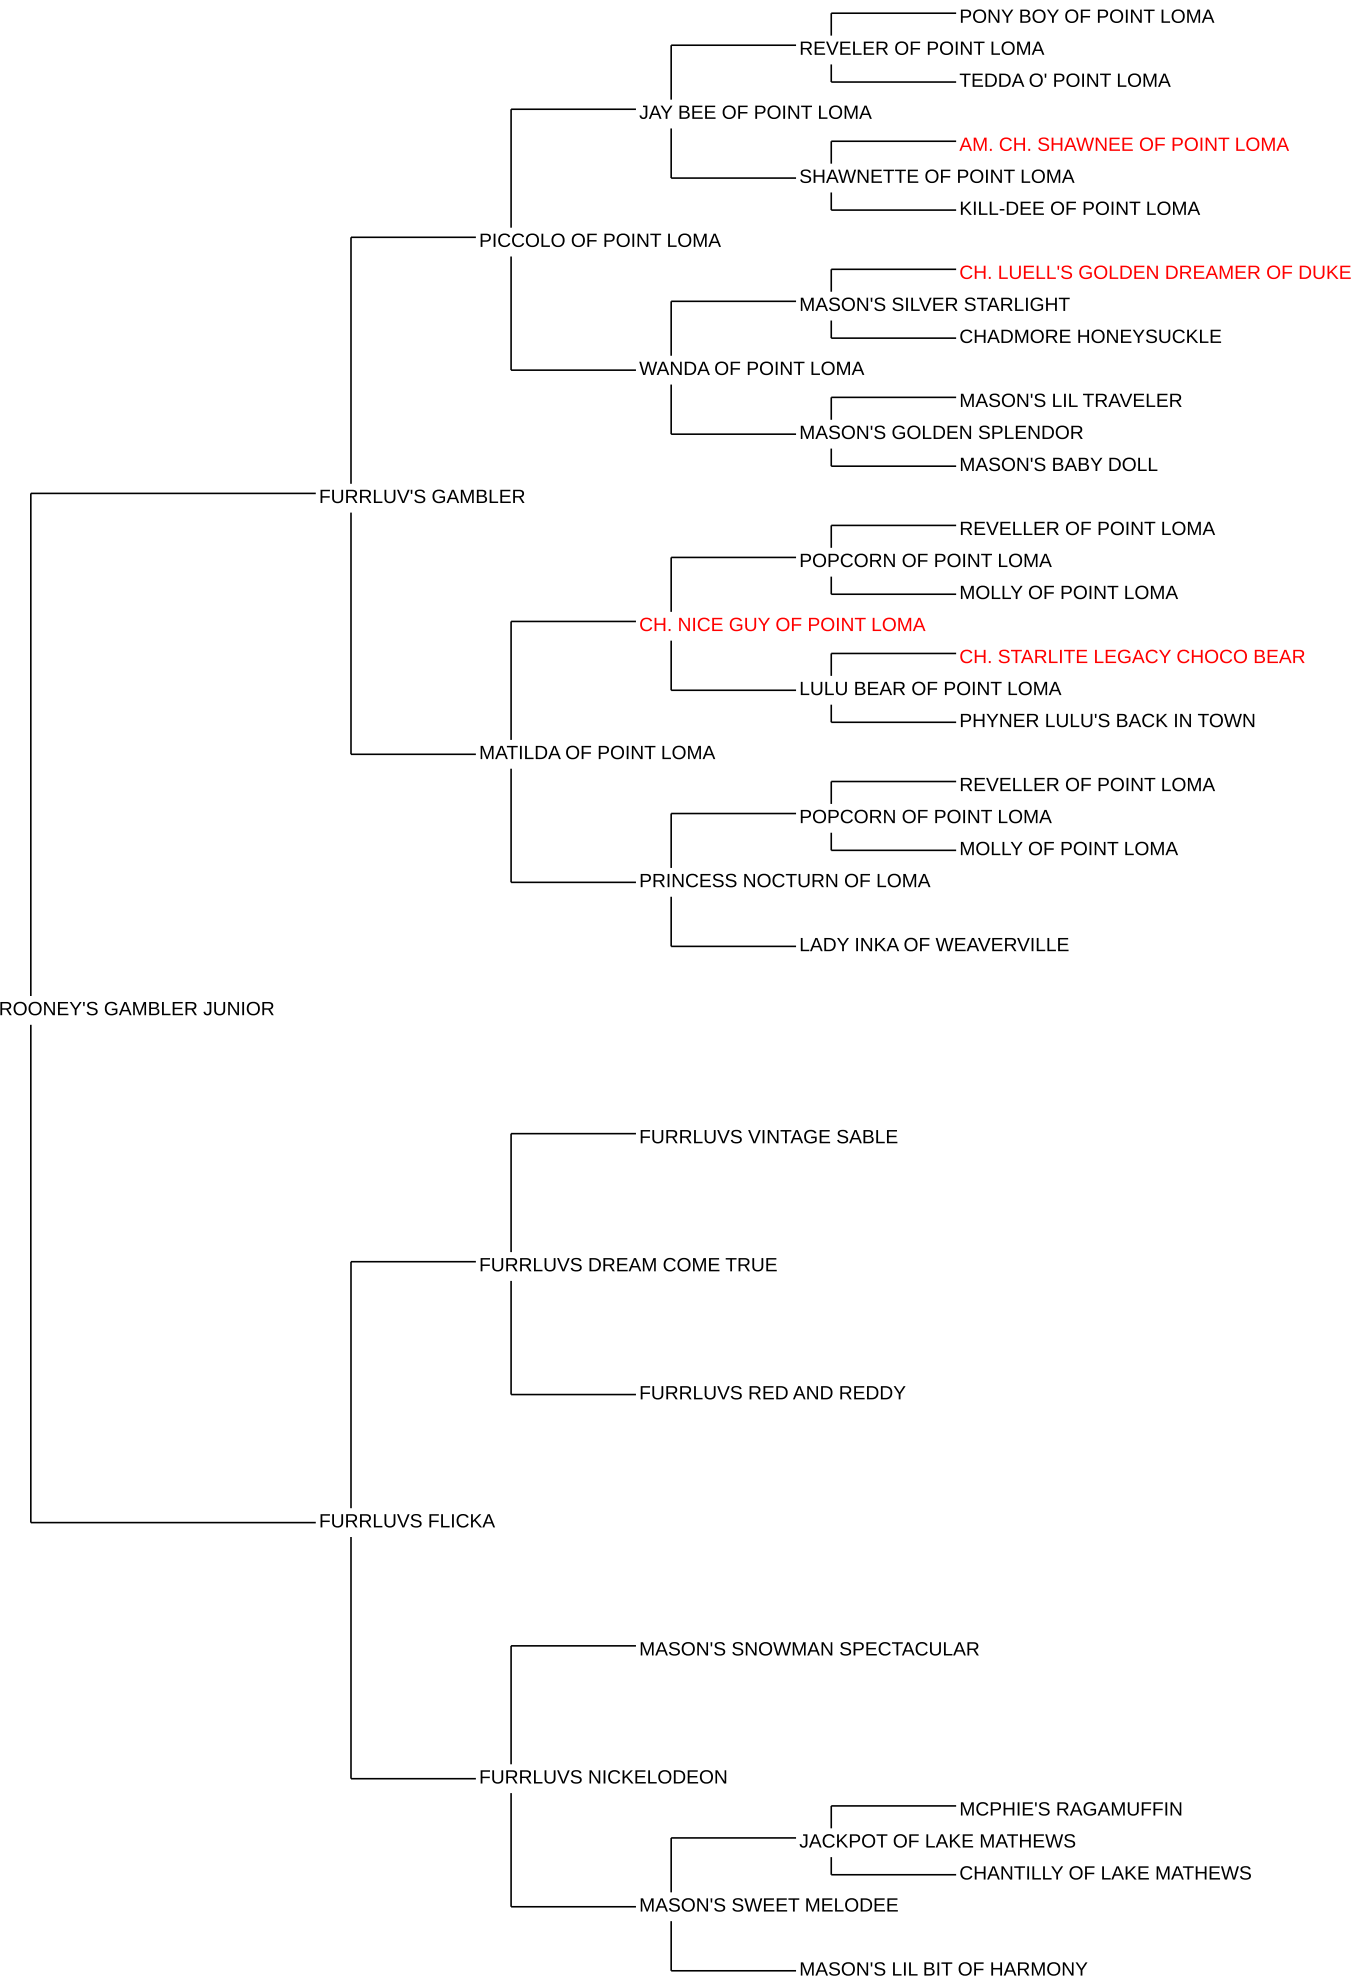 PONY BOY OF POINT LOMA
REVELER OF POINT LOMA
TEDDA O' POINT LOMA
JAY BEE OF POINT LOMA
AM. CH. SHAWNEE OF POINT LOMA
SHAWNETTE OF POINT LOMA
KILL-DEE OF POINT LOMA
PICCOLO OF POINT LOMA
CH. LUELL'S GOLDEN DREAMER OF DUKE
MASON'S SILVER STARLIGHT
CHADMORE HONEYSUCKLE
WANDA OF POINT LOMA
MASON'S LIL TRAVELER
MASON'S GOLDEN SPLENDOR
MASON'S BABY DOLL
FURRLUV'S GAMBLER
REVELLER OF POINT LOMA
POPCORN OF POINT LOMA
MOLLY OF POINT LOMA
CH. NICE GUY OF POINT LOMA
CH. STARLITE LEGACY CHOCO BEAR
LULU BEAR OF POINT LOMA
PHYNER LULU'S BACK IN TOWN
MATILDA OF POINT LOMA
REVELLER OF POINT LOMA
POPCORN OF POINT LOMA
MOLLY OF POINT LOMA
PRINCESS NOCTURN OF LOMA
LADY INKA OF WEAVERVILLE
ROONEY'S GAMBLER JUNIOR
FURRLUVS VINTAGE SABLE
FURRLUVS DREAM COME TRUE
FURRLUVS RED AND REDDY
FURRLUVS FLICKA
MASON'S SNOWMAN SPECTACULAR
FURRLUVS NICKELODEON
MCPHIE'S RAGAMUFFIN
JACKPOT OF LAKE MATHEWS
CHANTILLY OF LAKE MATHEWS
MASON'S SWEET MELODEE
MASON'S LIL BIT OF HARMONY